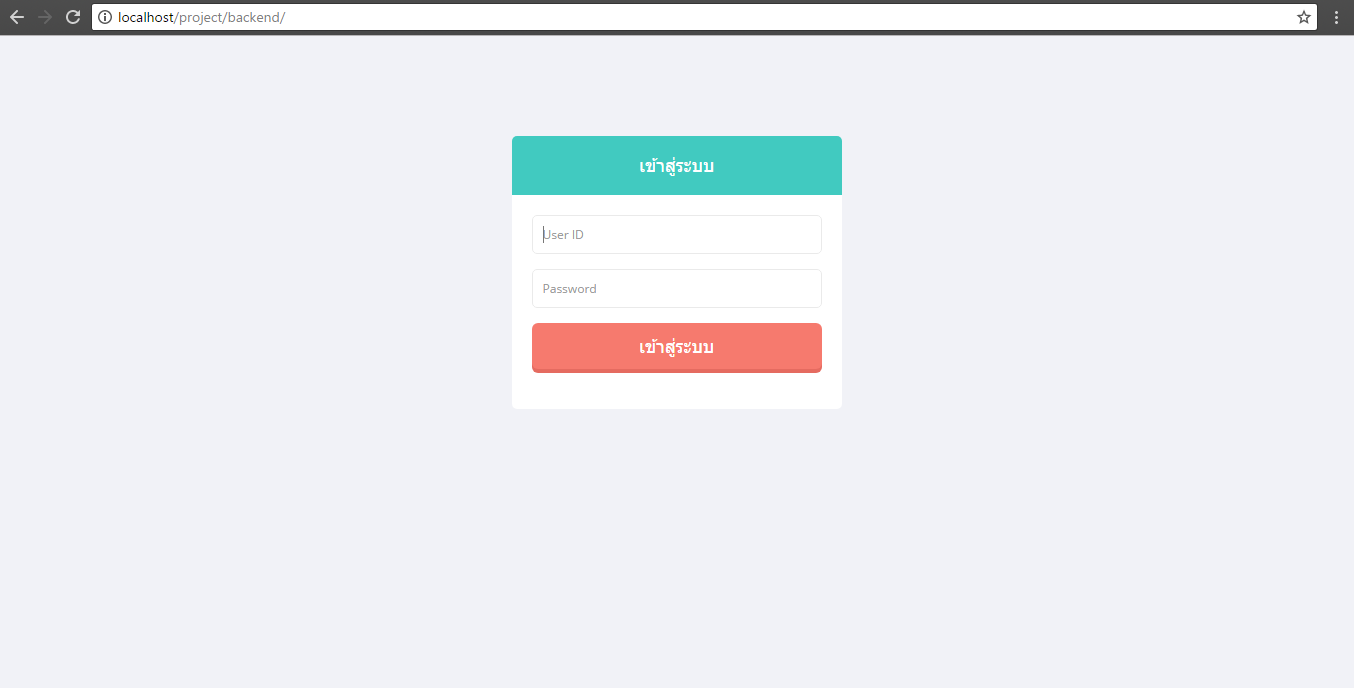 localhost/project/backend/
เข้าสู่ระบบ
User ID
Password
เข้าสู่ระบบ